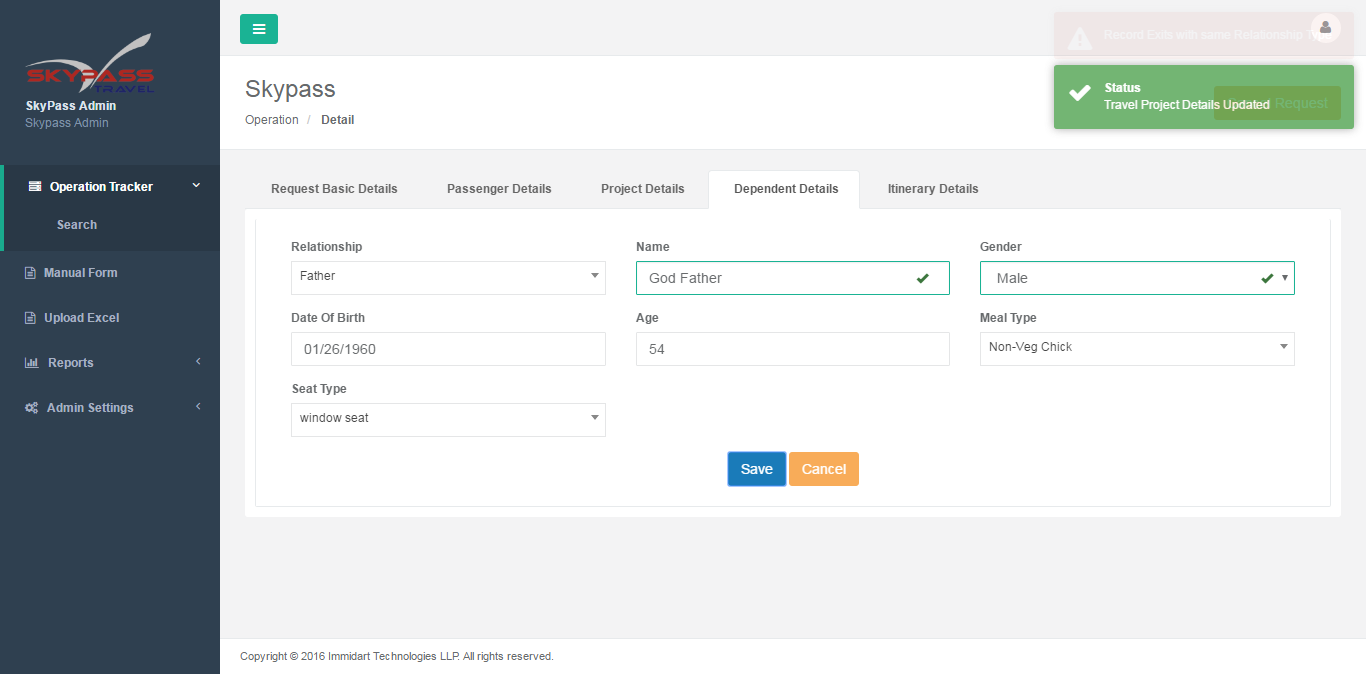 SKYPASS
TRAVEL
SkyPass Admin
Skypass Admin
Operation Tracker
Search
Manual Form
Upload Excel
Reports
Admin Settings
Record Exits with same Relationship Type
Status
Travel Project Details Updated
Request
Skypass
Operation / Detail
Request Basic Details
Passenger Details
Project Details
Dependent Details
Itinerary Details
Relationship
Name
Gender
Father
God Father
Male
Date Of Birth
Age
Meal Type
01/26/1960
54
Non-Veg Chick
Seat Type
window seat
Save
Cancel
Copyright © 2016 Immidart Technologies LLP. All rights reserved.